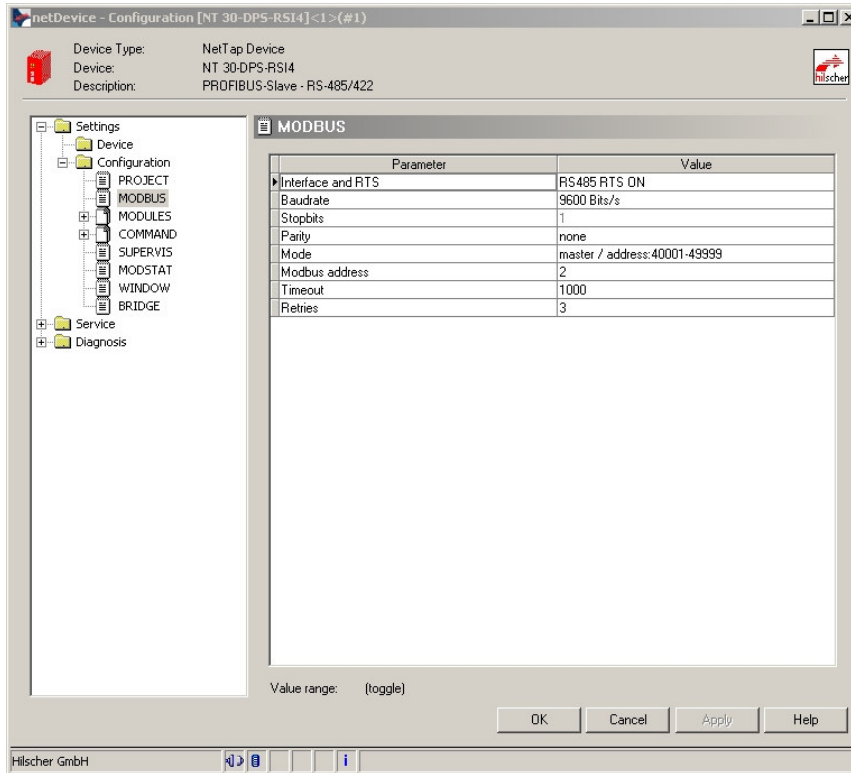 netDevice - Configuration [NT 30-DPS-RSI4]<1>(#1)
Device Type: NetTap Device
Device: NT 30-DPS-RSI4
Description: PROFIBUS-Slave - RS-485/422
hilscher
Settings
Device
Configuration
PROJECT
MODBUS
MODULES
COMMAND
SUPERVIS
MODSTAT
WINDOW
BRIDGE
Service
Diagnosis
MODBUS
Parameter Value
Interface and RTS RS485 RTS ON
Baudrate 9600 Bits/s
Stopbits 1
Parity none
Mode master / address:40001-49999
Modbus address 2
Timeout 1000
Retries 3
Value range: (toggle)
OK Cancel Apply Help
Hilscher GmbH